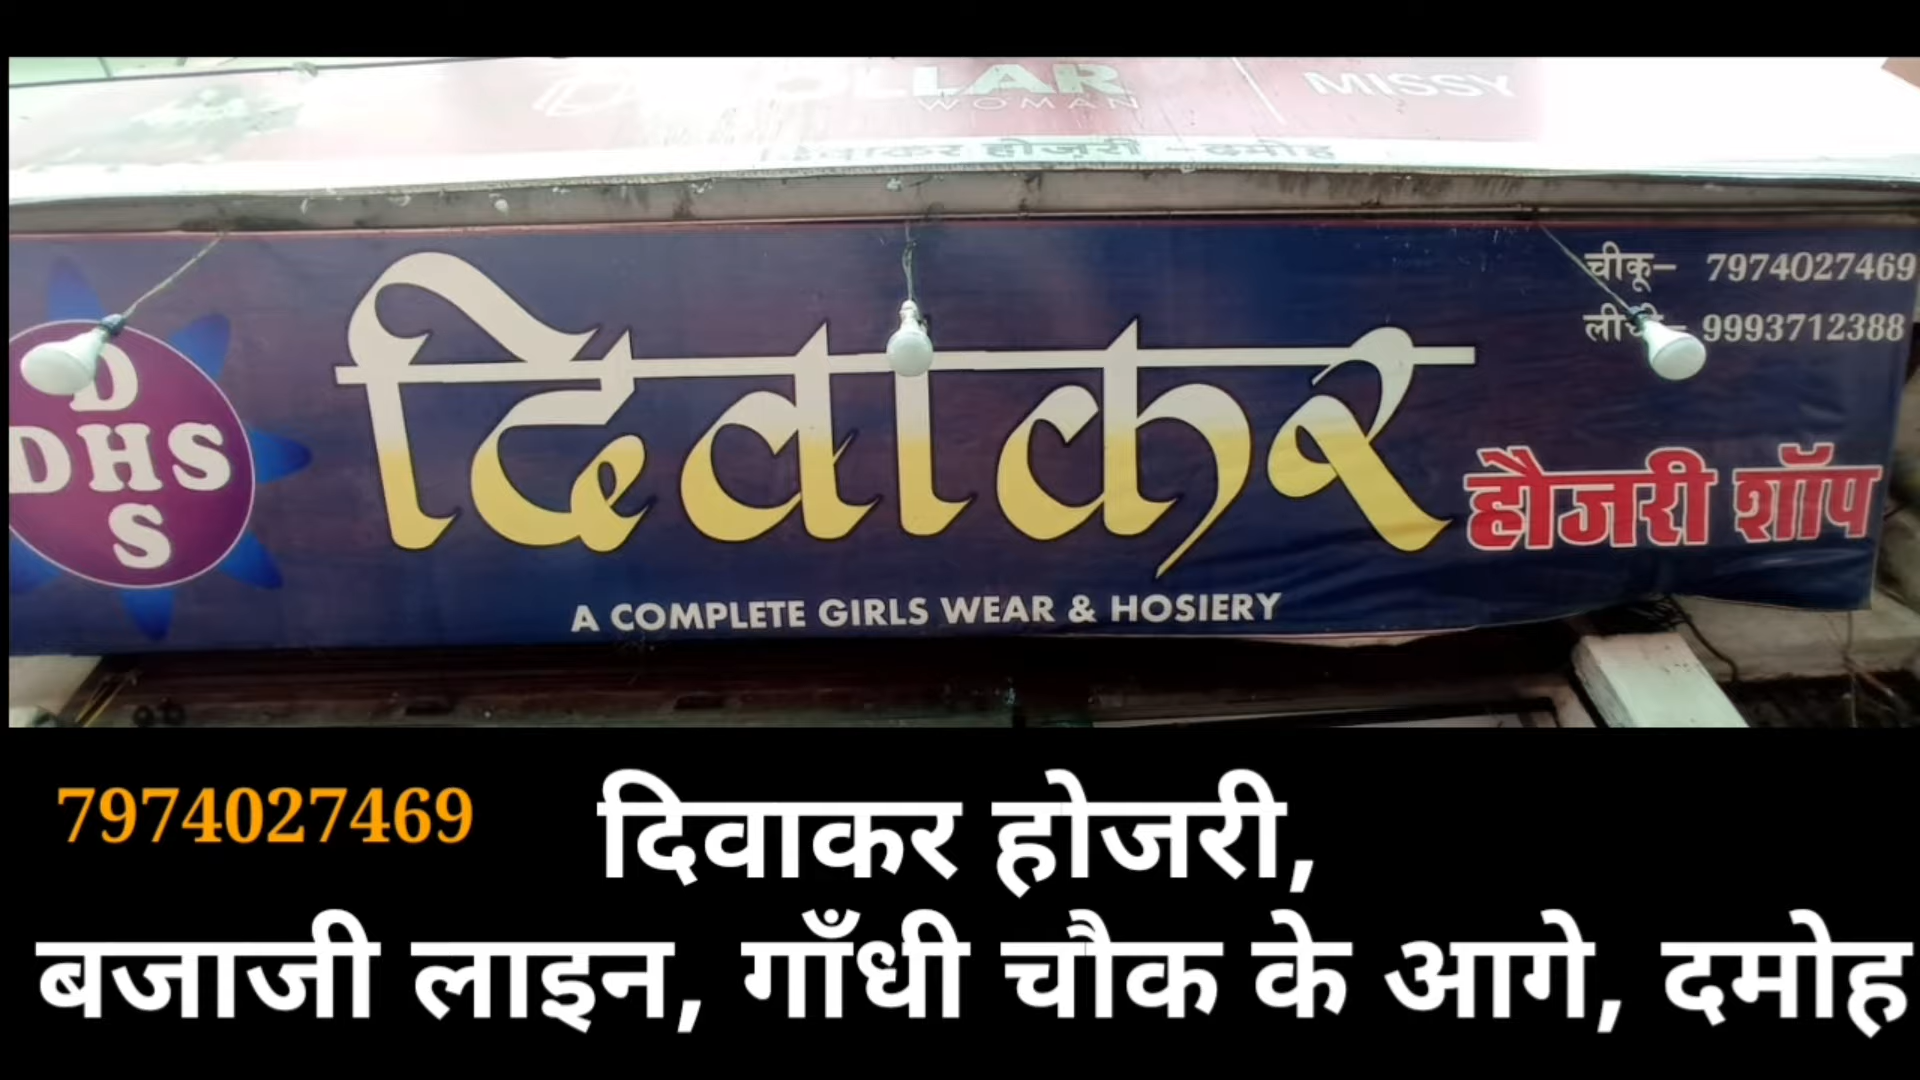 DOLLAR MISSY
WOMAN
दिवाकर होज़री - दमोह
चीकू- 7974027469
9993712388
D
DHS
S
दिवाकर
हौजरी शॉप
A COMPLETE GIRLS WEAR & HOSIERY
7974027469 दिवाकर होजरी,
बजाजी लाइन, गाँधी चौक के आगे, दमोह